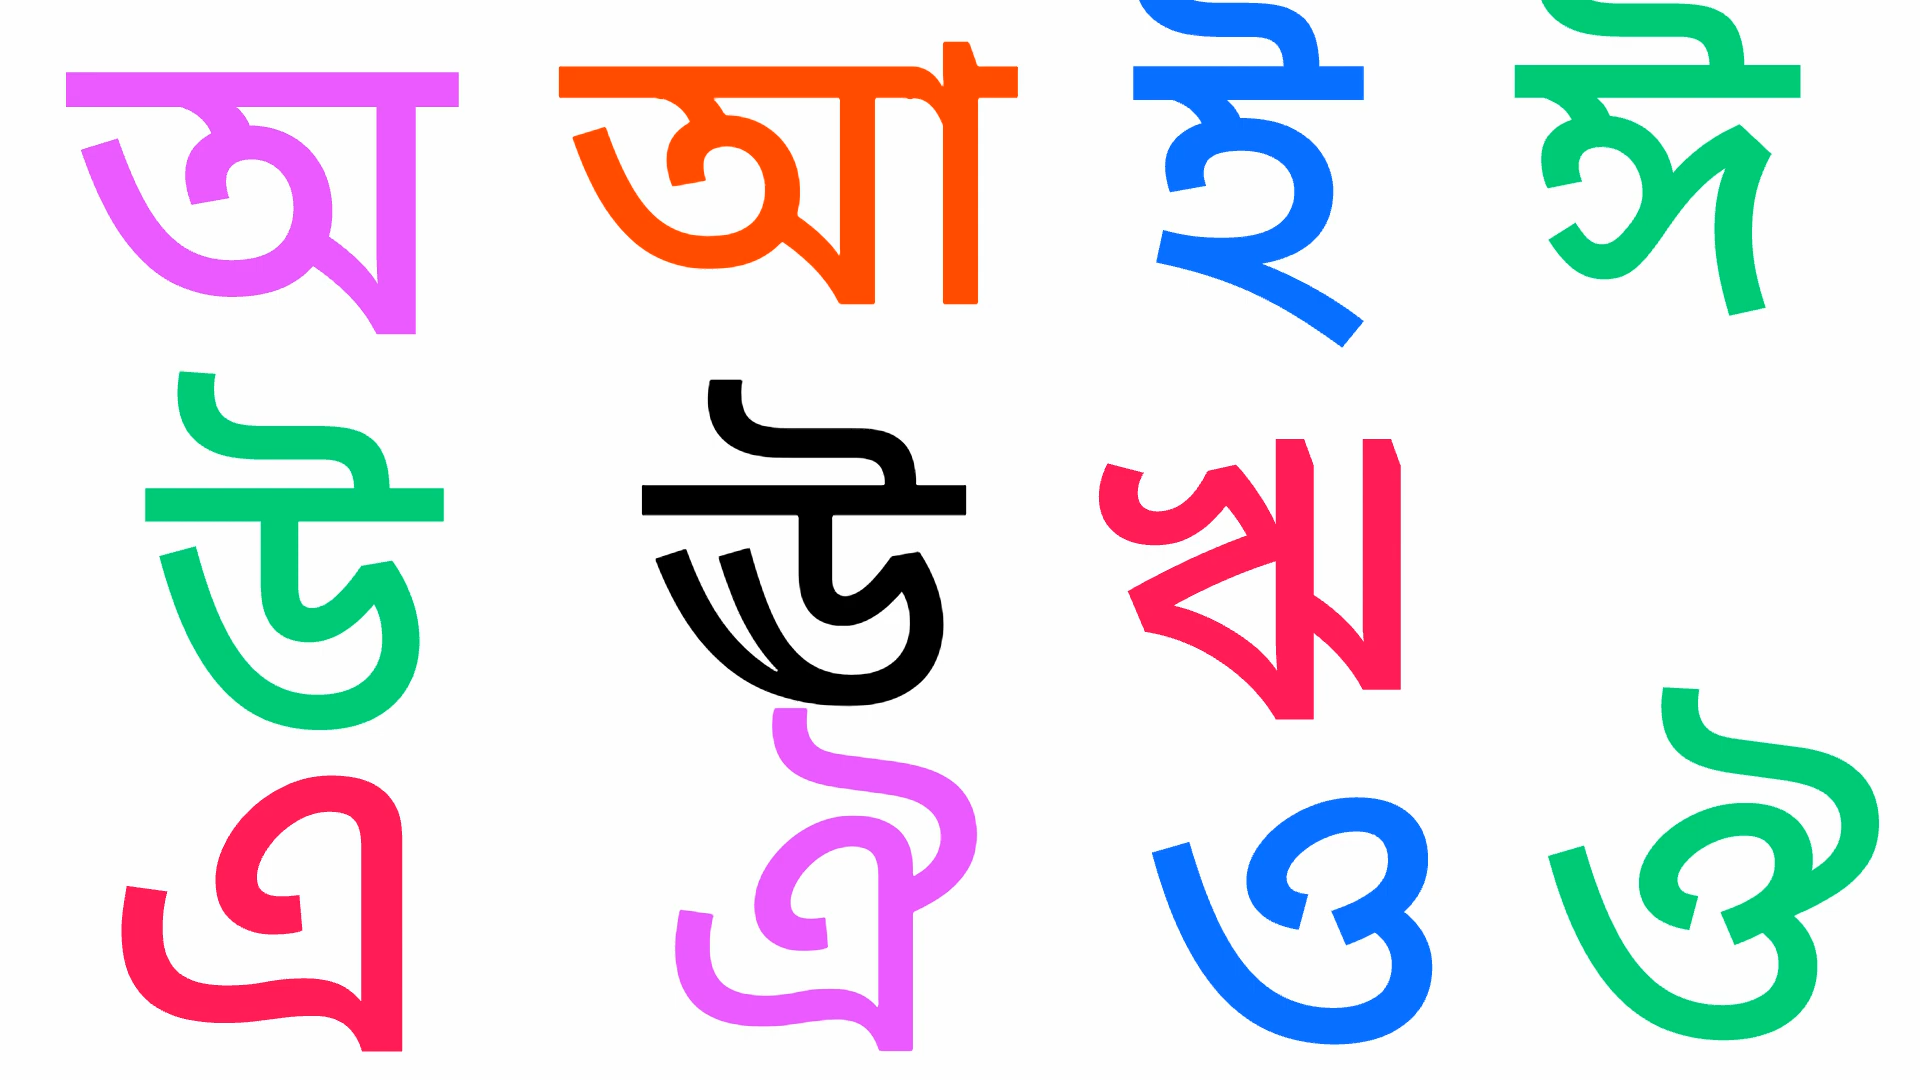 অ আ ই ঈ
উ ঊ ঋ
এ ঐ ও ঔ